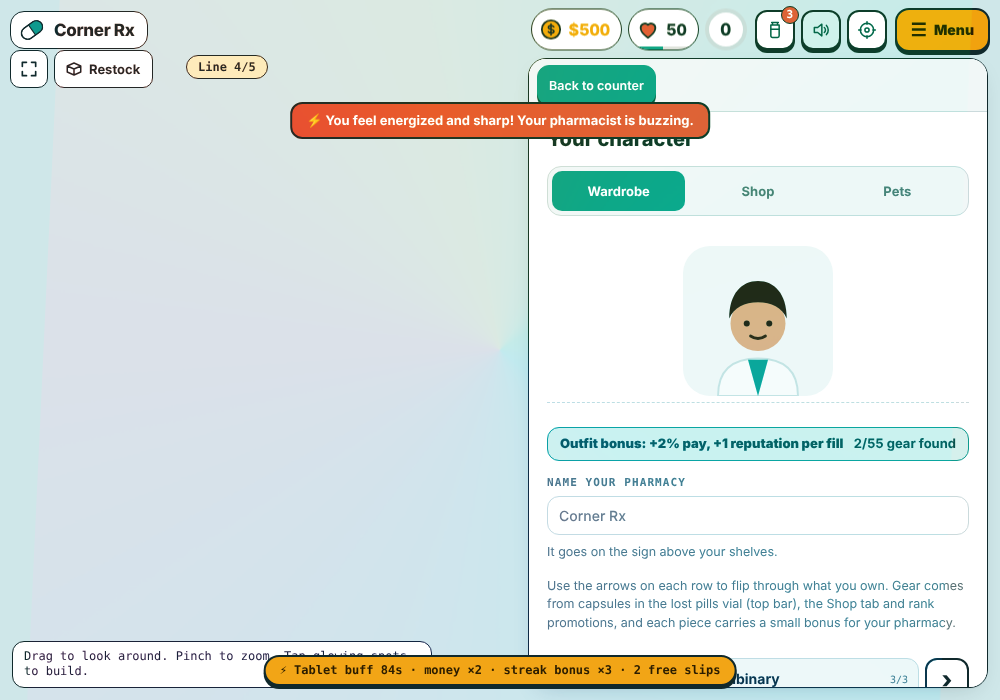 Corner Rx
$500
50
0
3
Menu
Restock
Line 4/5
Back to counter
⚡ You feel energized and sharp! Your pharmacist is buzzing.
Your character
Wardrobe
Shop
Pets
Outfit bonus: +2% pay, +1 reputation per fill 2/55 gear found
NAME YOUR PHARMACY
Corner Rx
It goes on the sign above your shelves.
Use the arrows on each row to flip through what you own. Gear comes
from capsules in the lost pills vial (top bar), the Shop tab and rank
promotions, and each piece carries a small bonus for your pharmacy.
Drag to look around. Pinch to zoom. Tap glowing spots
to build.
⚡ Tablet buff 84s · money ×2 · streak bonus ×3 · 2 free slips
3/3